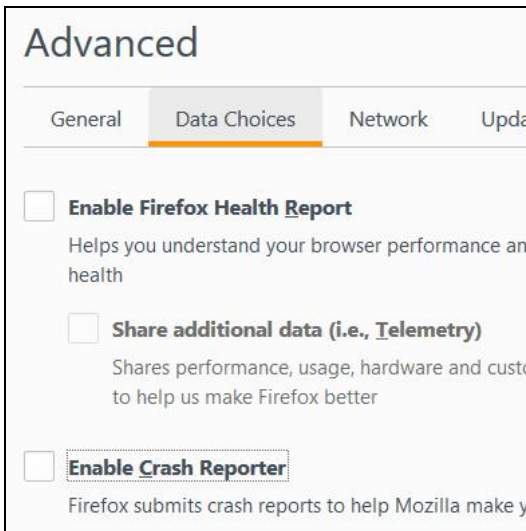 Advanced
General Data Choices Network Upda
Enable Firefox Health Report
Helps you understand your browser performance an
health
Share additional data (i.e., Telemetry)
Shares performance, usage, hardware and custo
to help us make Firefox better
Enable Crash Reporter
Firefox submits crash reports to help Mozilla make y